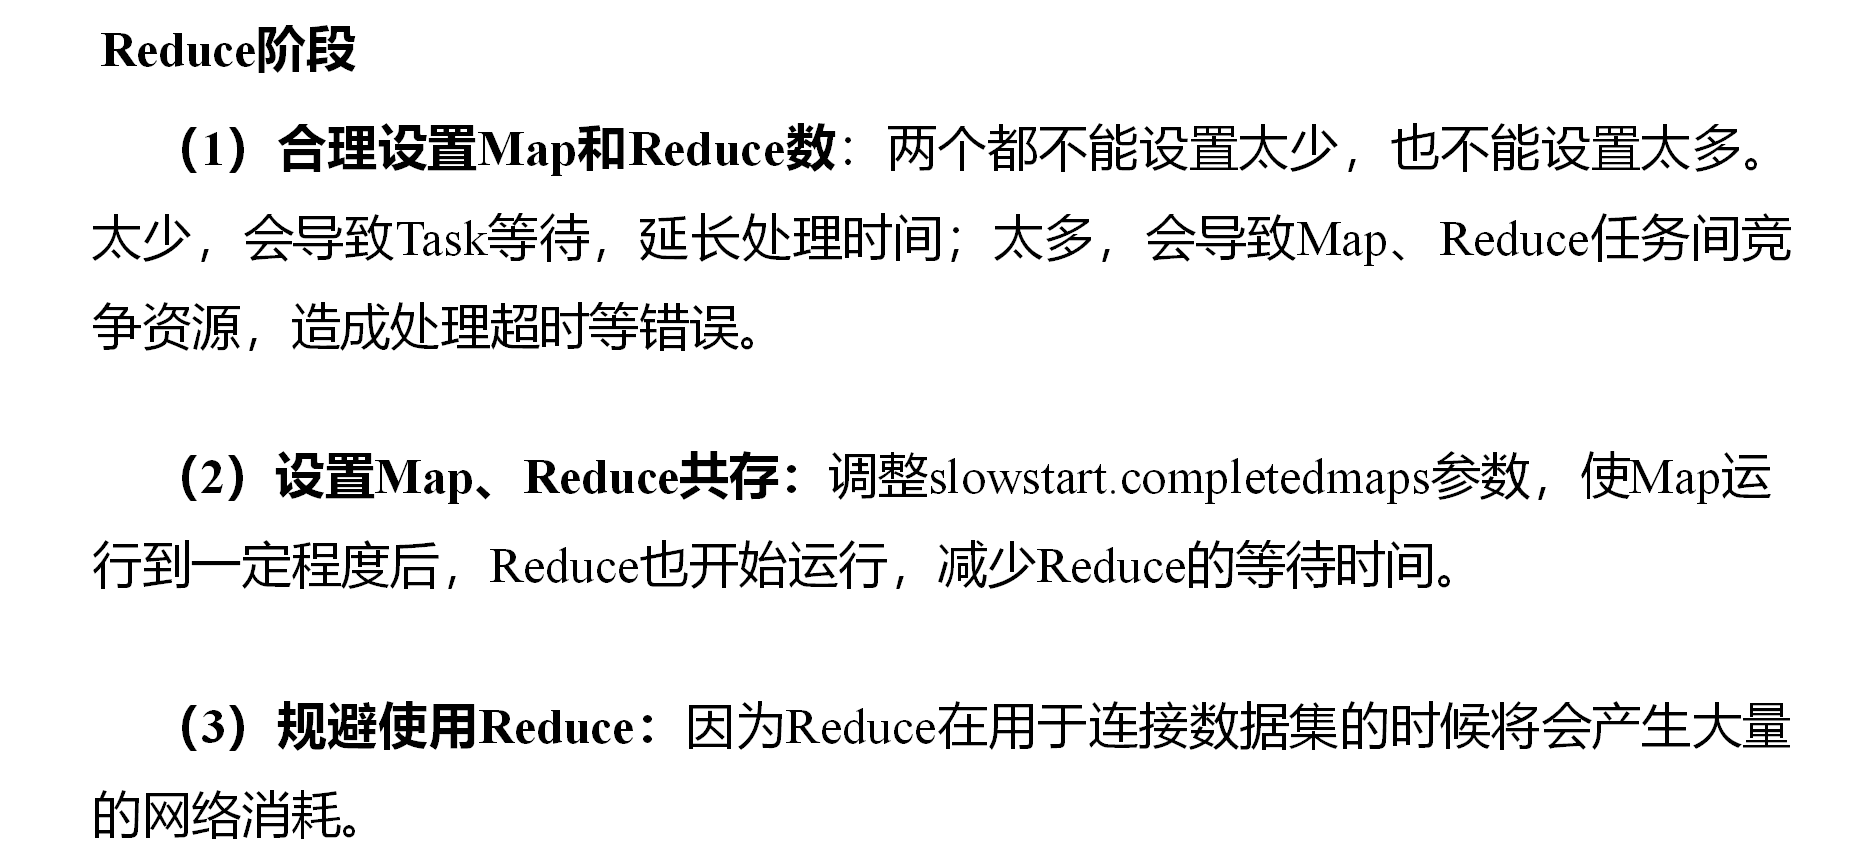 Reduce阶段
（1）合理设置Map和Reduce数：两个都不能设置太少，也不能设置太多。
太少，会导致Task等待，延长处理时间；太多，会导致Map、Reduce任务间竞
争资源，造成处理超时等错误。
（2）设置Map、Reduce共存：调整slowstart.completedmaps参数，使Map运
行到一定程度后，Reduce也开始运行，减少Reduce的等待时间。
（3）规避使用Reduce：因为Reduce在用于连接数据集的时候将会产生大量
的网络消耗。